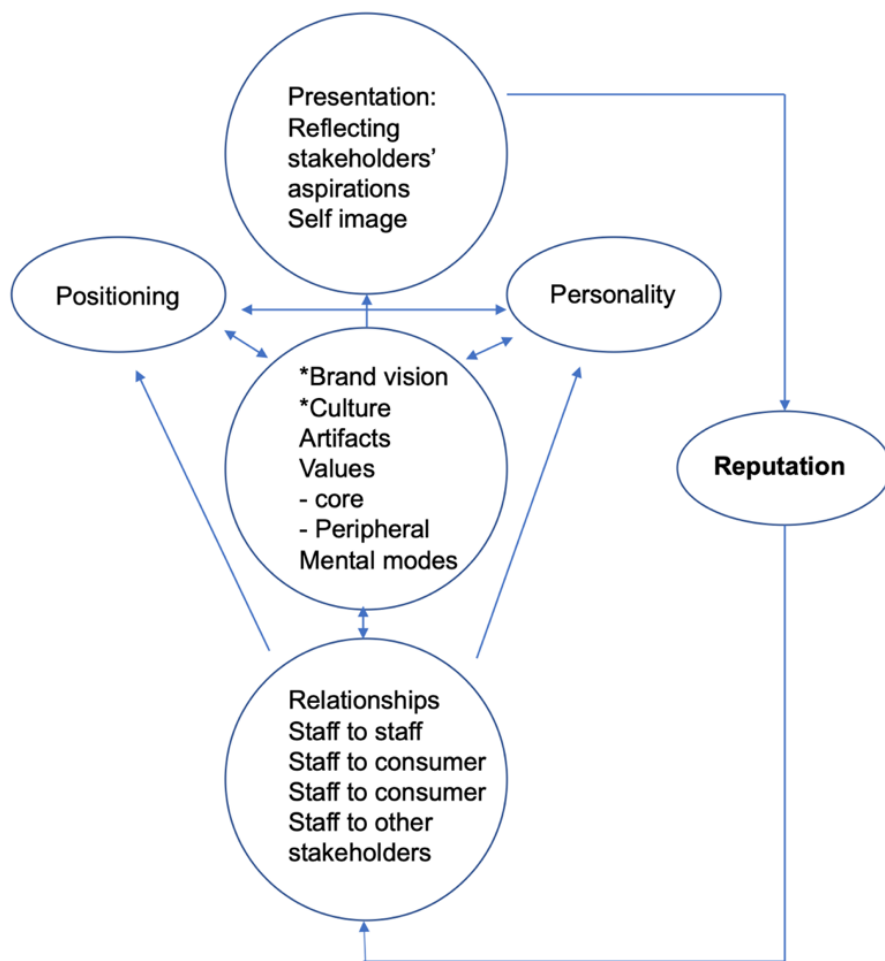 Presentation:
Reflecting
stakeholders’
aspirations
Self image
Positioning
Personality
*Brand vision
*Culture
Artifacts
Values
- core
- Peripheral
Mental modes
Reputation
Relationships
Staff to staff
Staff to consumer
Staff to consumer
Staff to other
stakeholders